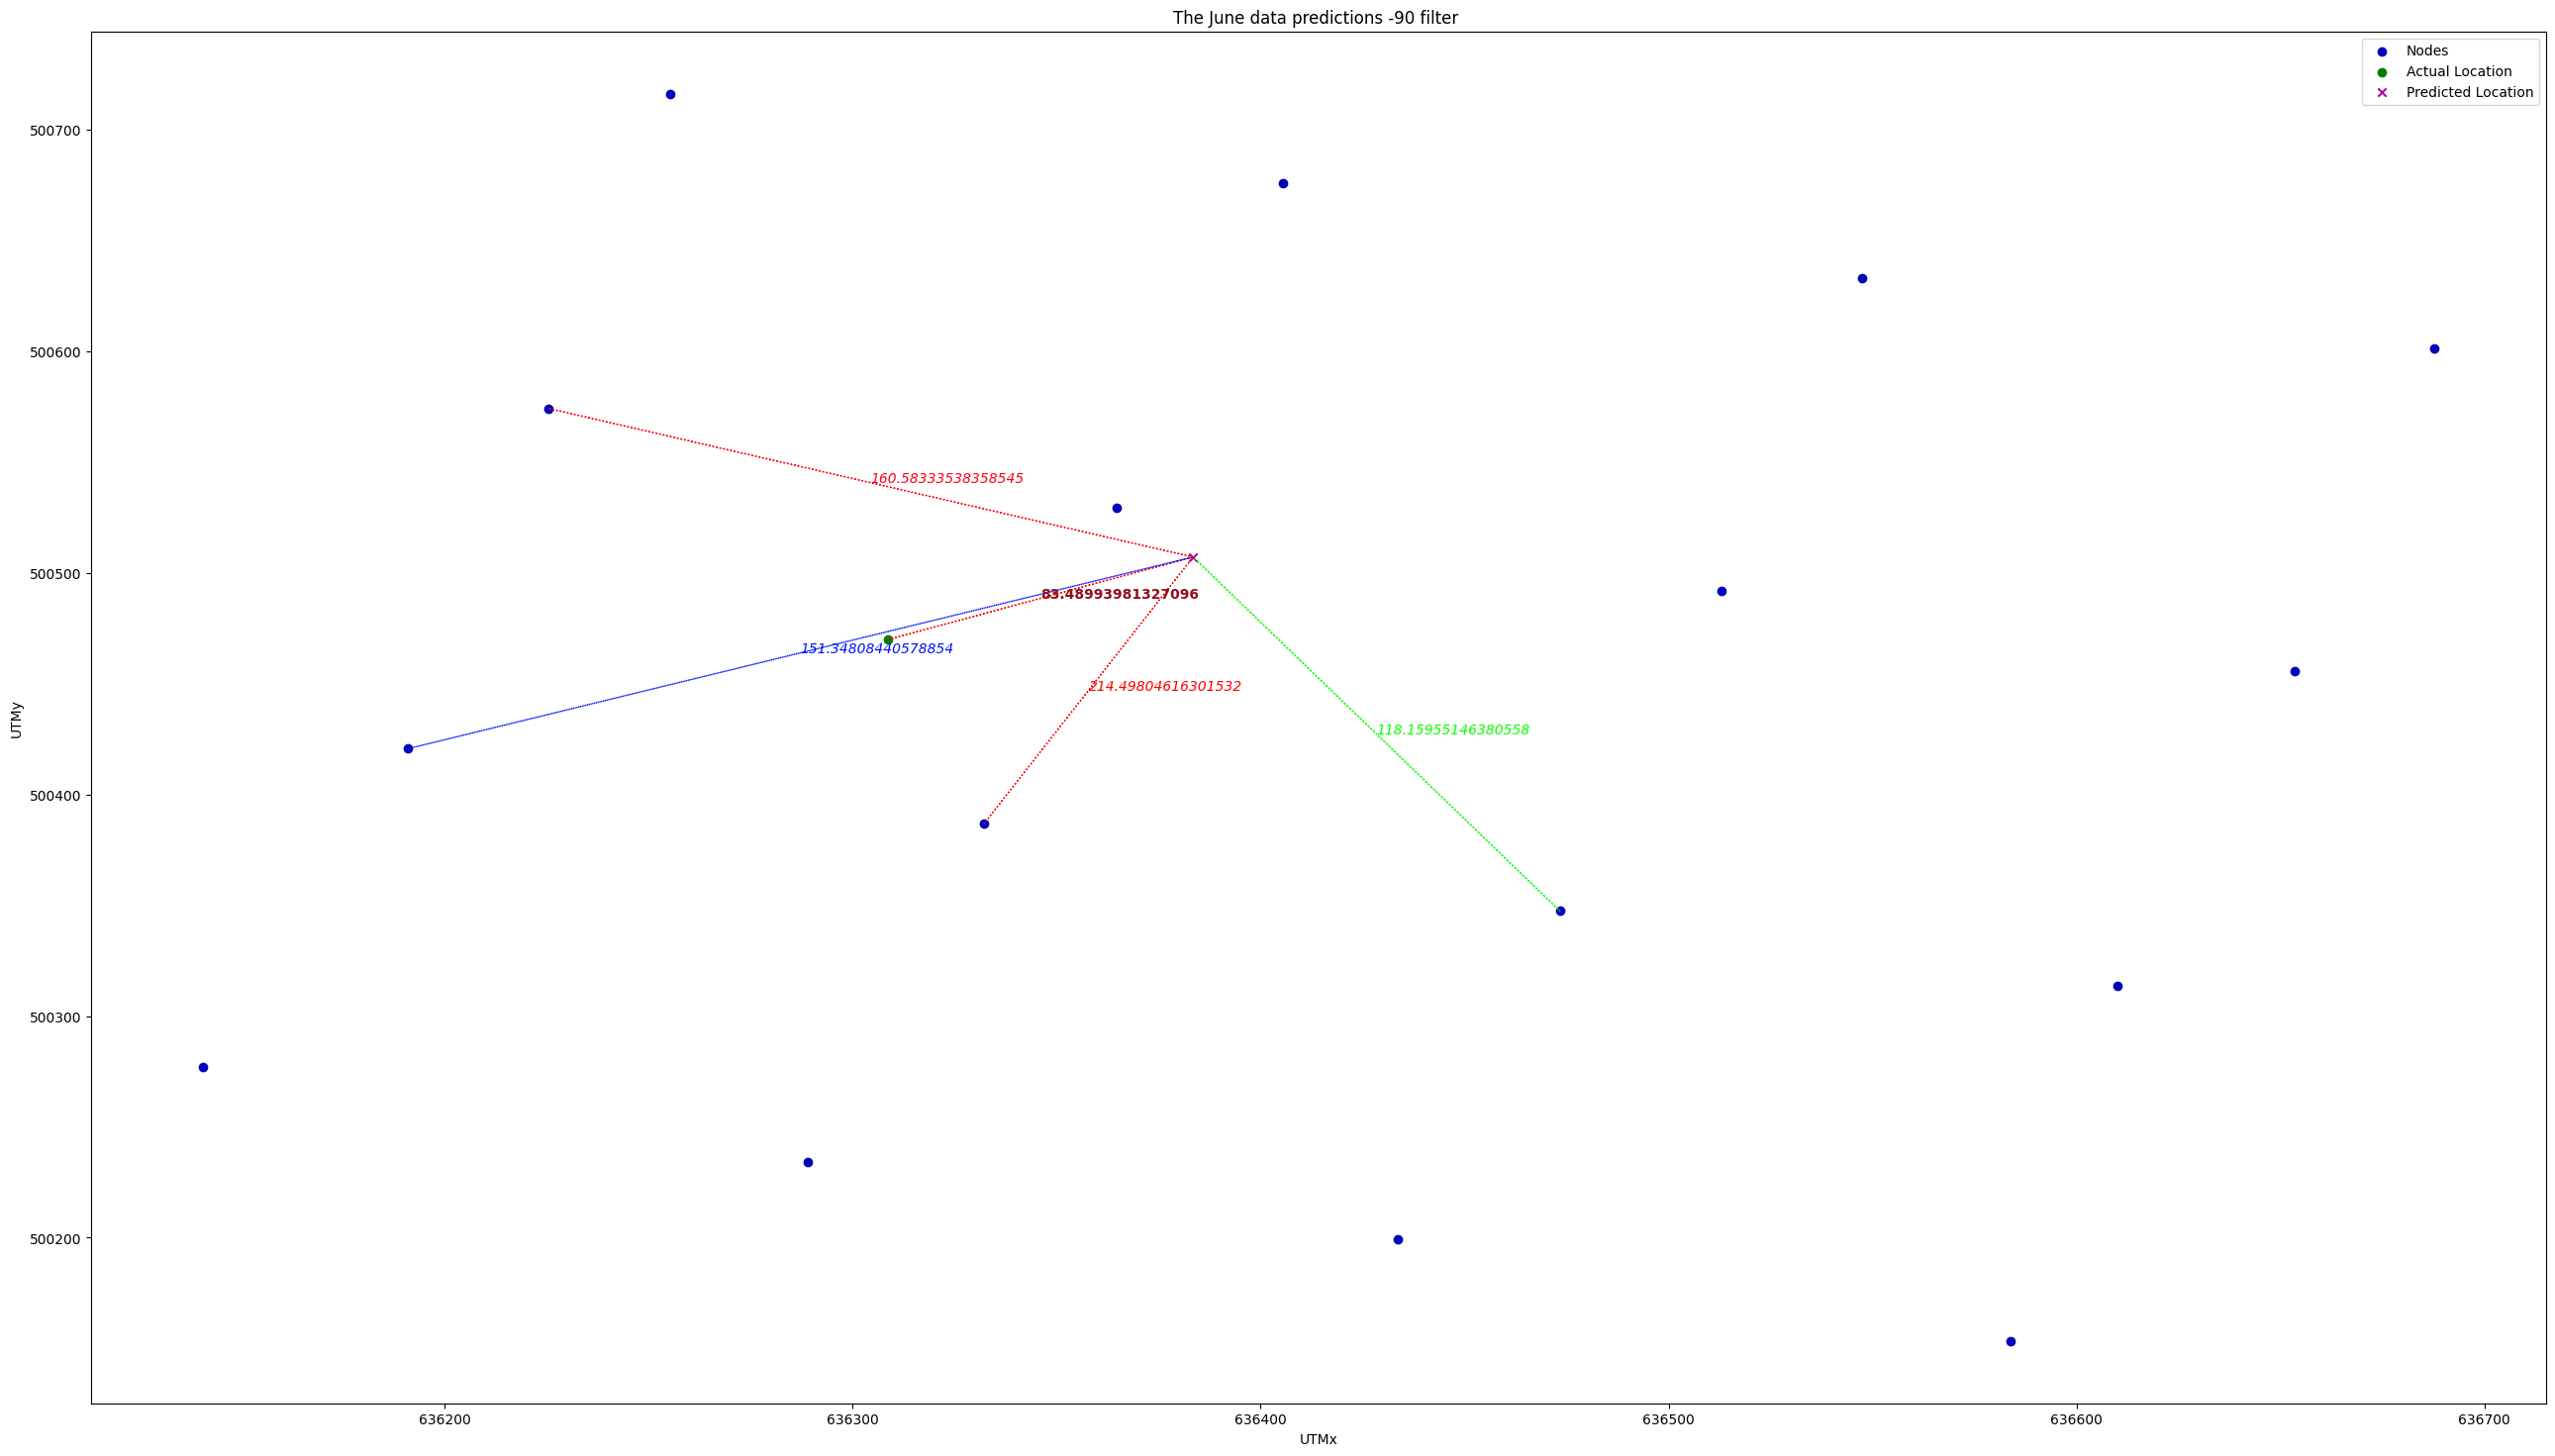 The June data predictions -90 filter
Nodes
Actual Location
Predicted Location
500700
500600
500500
500400
500300
500200
UTMy
160.58333538358545
83.48993981327096
151.34808440578854
214.49804616301532
118.15955146380558
636200
636300
636400
636500
636600
636700
UTMx